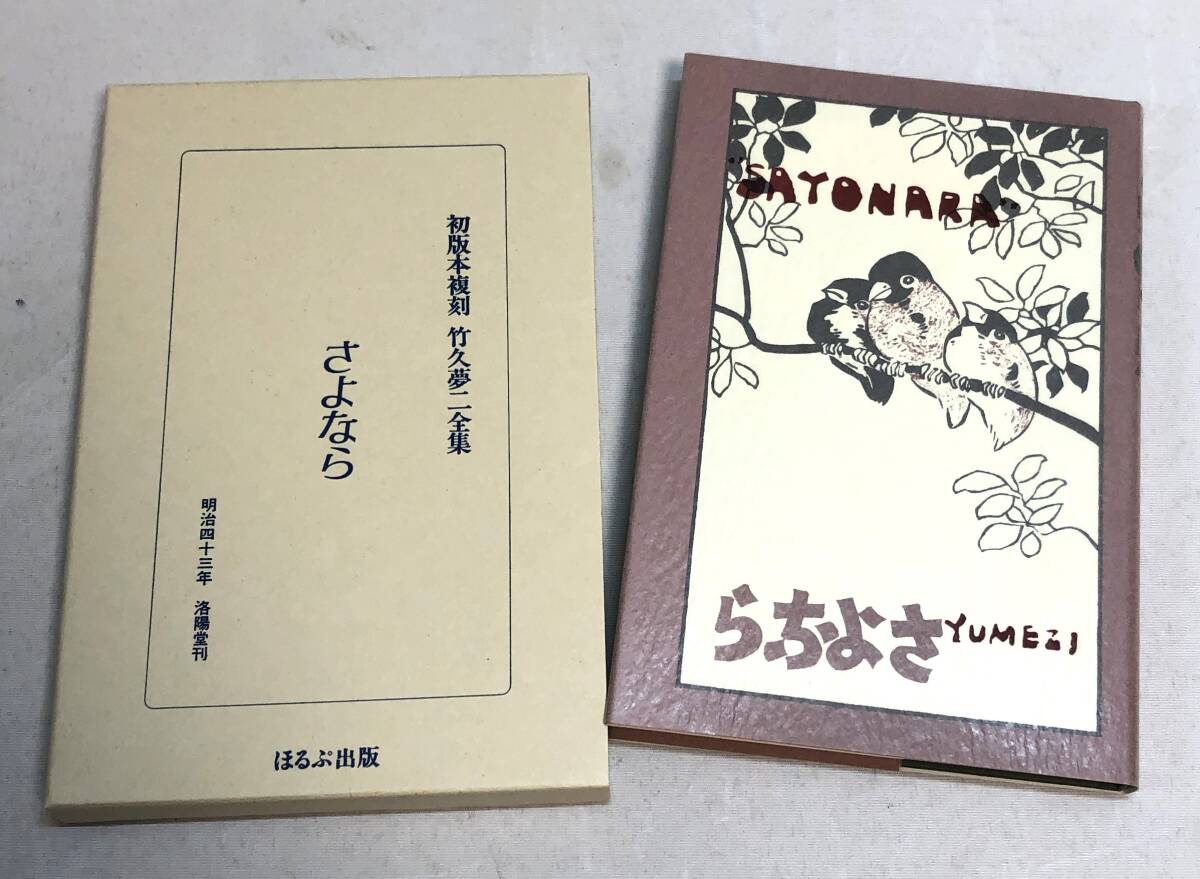 初版本複刻 竹久夢二全集
さよなら
明治四十三年 洛陽堂刊
ほるぷ出版
"SAYONARA"
さよなら
YUMEZI